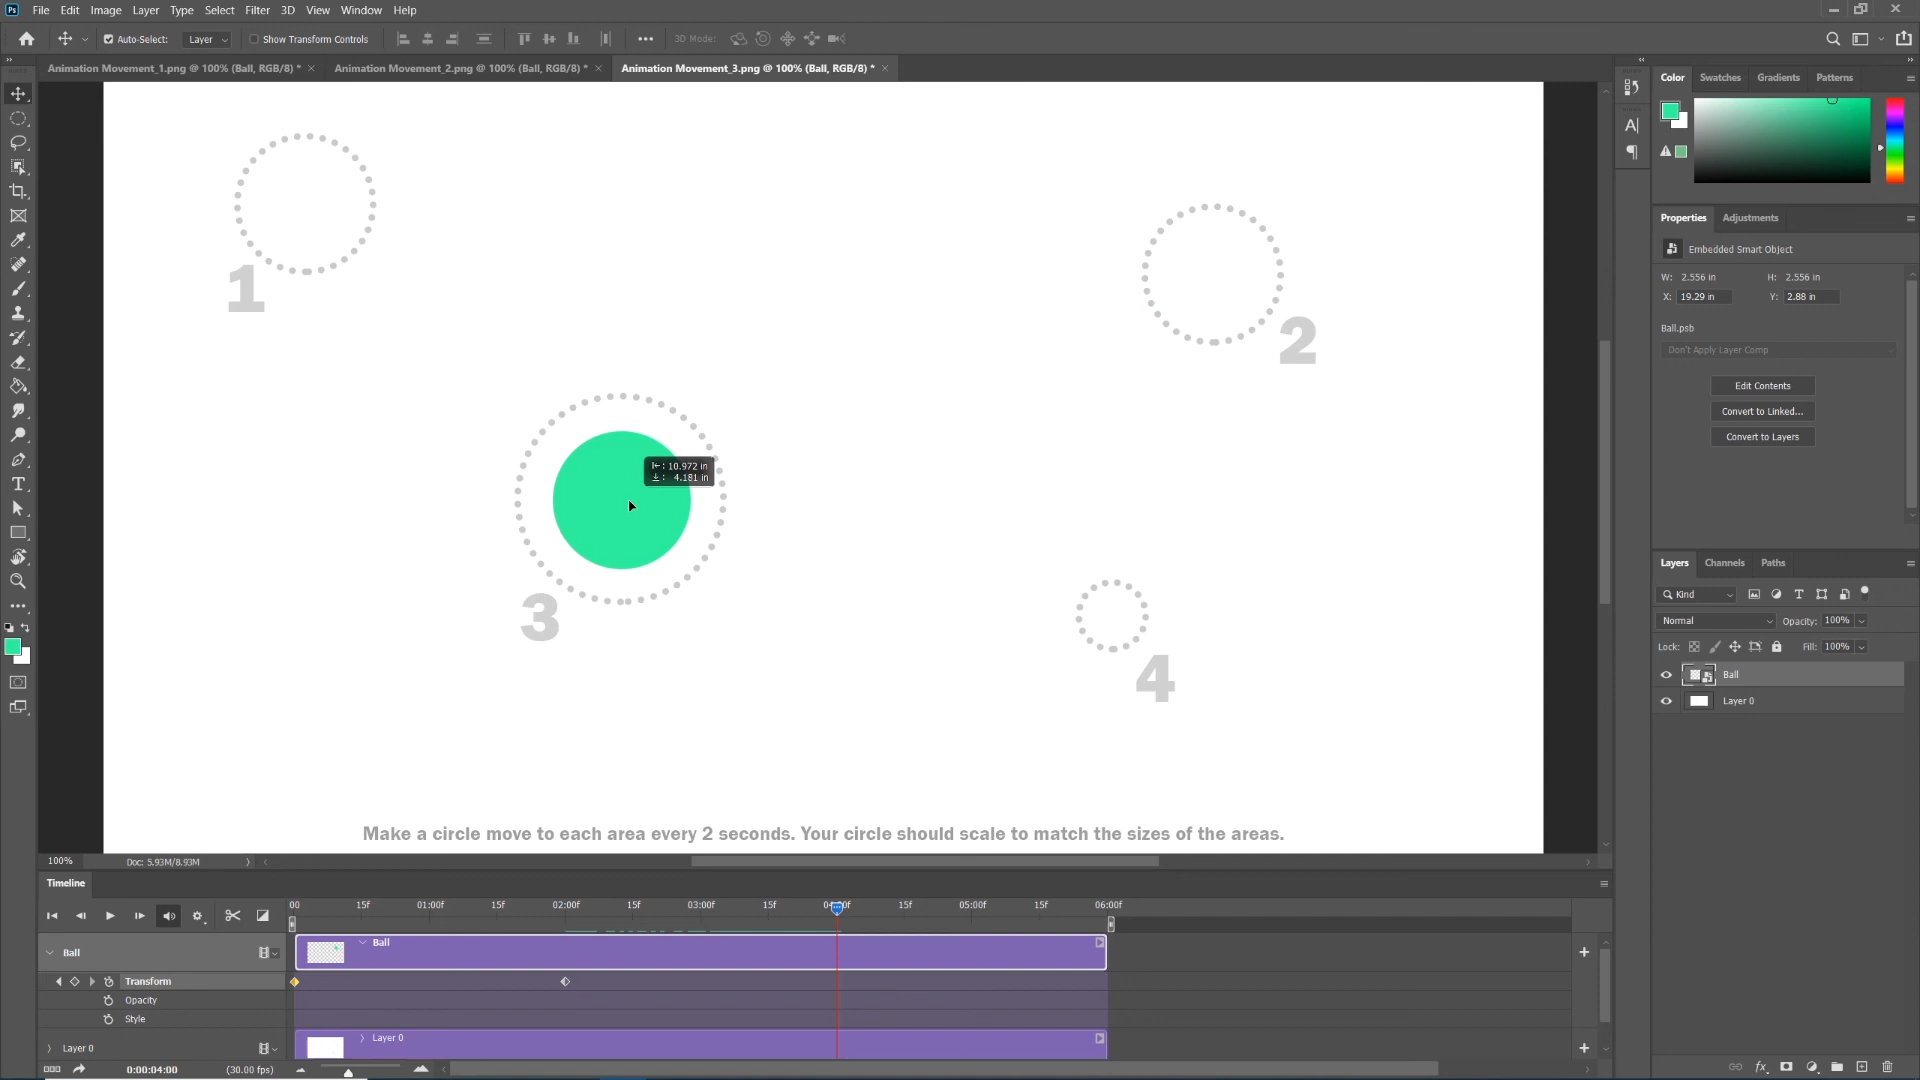 Ps File Edit Image Layer Type Select Filter 3D View Window Help
Auto-Select: Layer Show Transform Controls 3D Mode:
Animation Movement_1.png @ 100% (Ball, RGB/8) * Animation Movement_2.png @ 100% (Ball, RGB/8) * Animation Movement_3.png @ 100% (Ball, RGB/8) *
1
2
10.972 in
4.181 in
3
4
Make a circle move to each area every 2 seconds. Your circle should scale to match the sizes of the areas.
100% Doc: 5.93M/8.93M
Color Swatches Gradients Patterns
Properties Adjustments
Embedded Smart Object
W: 2.556 in H: 2.556 in
X: 19.29 in Y: 2.88 in
Ball.psb
Don't Apply Layer Comp
Edit Contents
Convert to Linked...
Convert to Layers
Layers Channels Paths
Kind
Normal Opacity: 100%
Lock: Fill: 100%
Ball
Layer 0
Timeline
00 15f 01:00f 15f 02:00f 15f 03:00f 15f 15f 05:00f 15f 06:00f
Ball Ball
Transform
Opacity
Style
Layer 0 Layer 0
0:00:04:00 (30.00 fps)